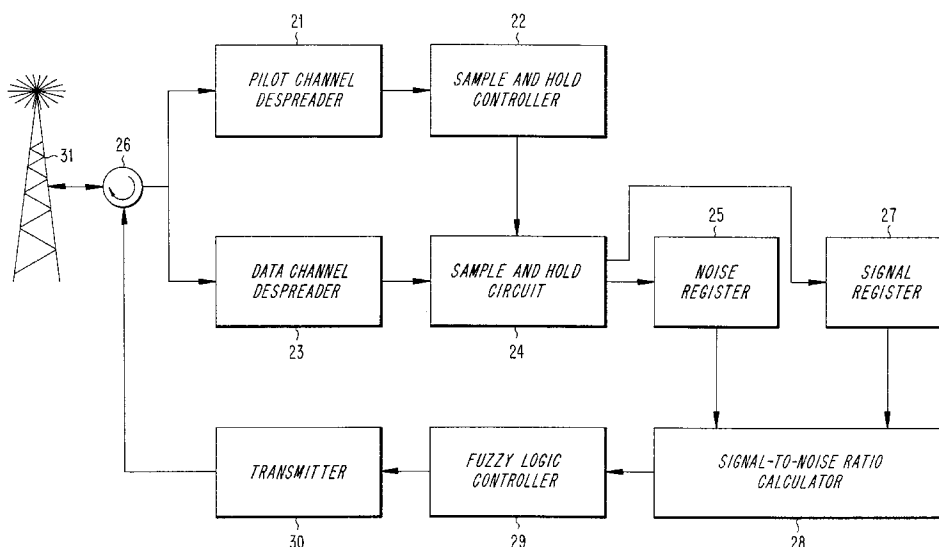 21
22
PILOT CHANNEL
DESPREADER
SAMPLE AND HOLD
CONTROLLER
31
26
25
27
DATA CHANNEL
DESPREADER
SAMPLE AND HOLD
CIRCUIT
NOISE
REGISTER
SIGNAL
REGISTER
23
24
TRANSMITTER
FUZZY LOGIC
CONTROLLER
SIGNAL-TO-NOISE RATIO
CALCULATOR
30
29
28